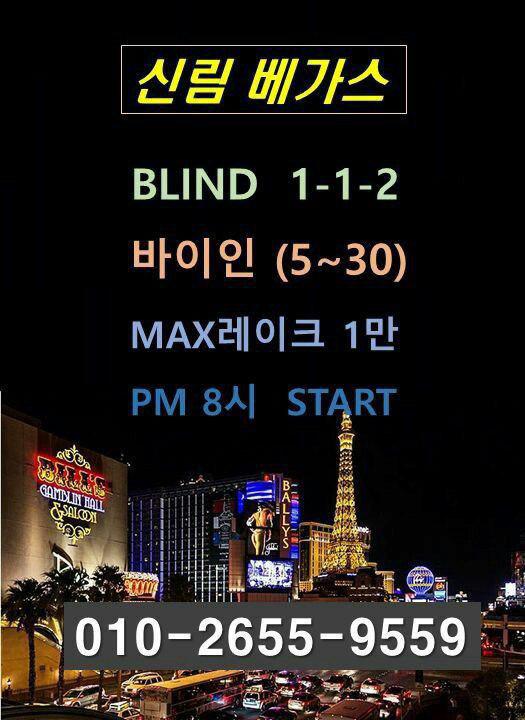 신림 베가스
BLIND 1-1-2
바이인 (5~30)
MAX레이크 1만
PM 8시 START
BILL'S
GAMBLIN' HALL
& SALOON
BALLYS
010-2655-9559